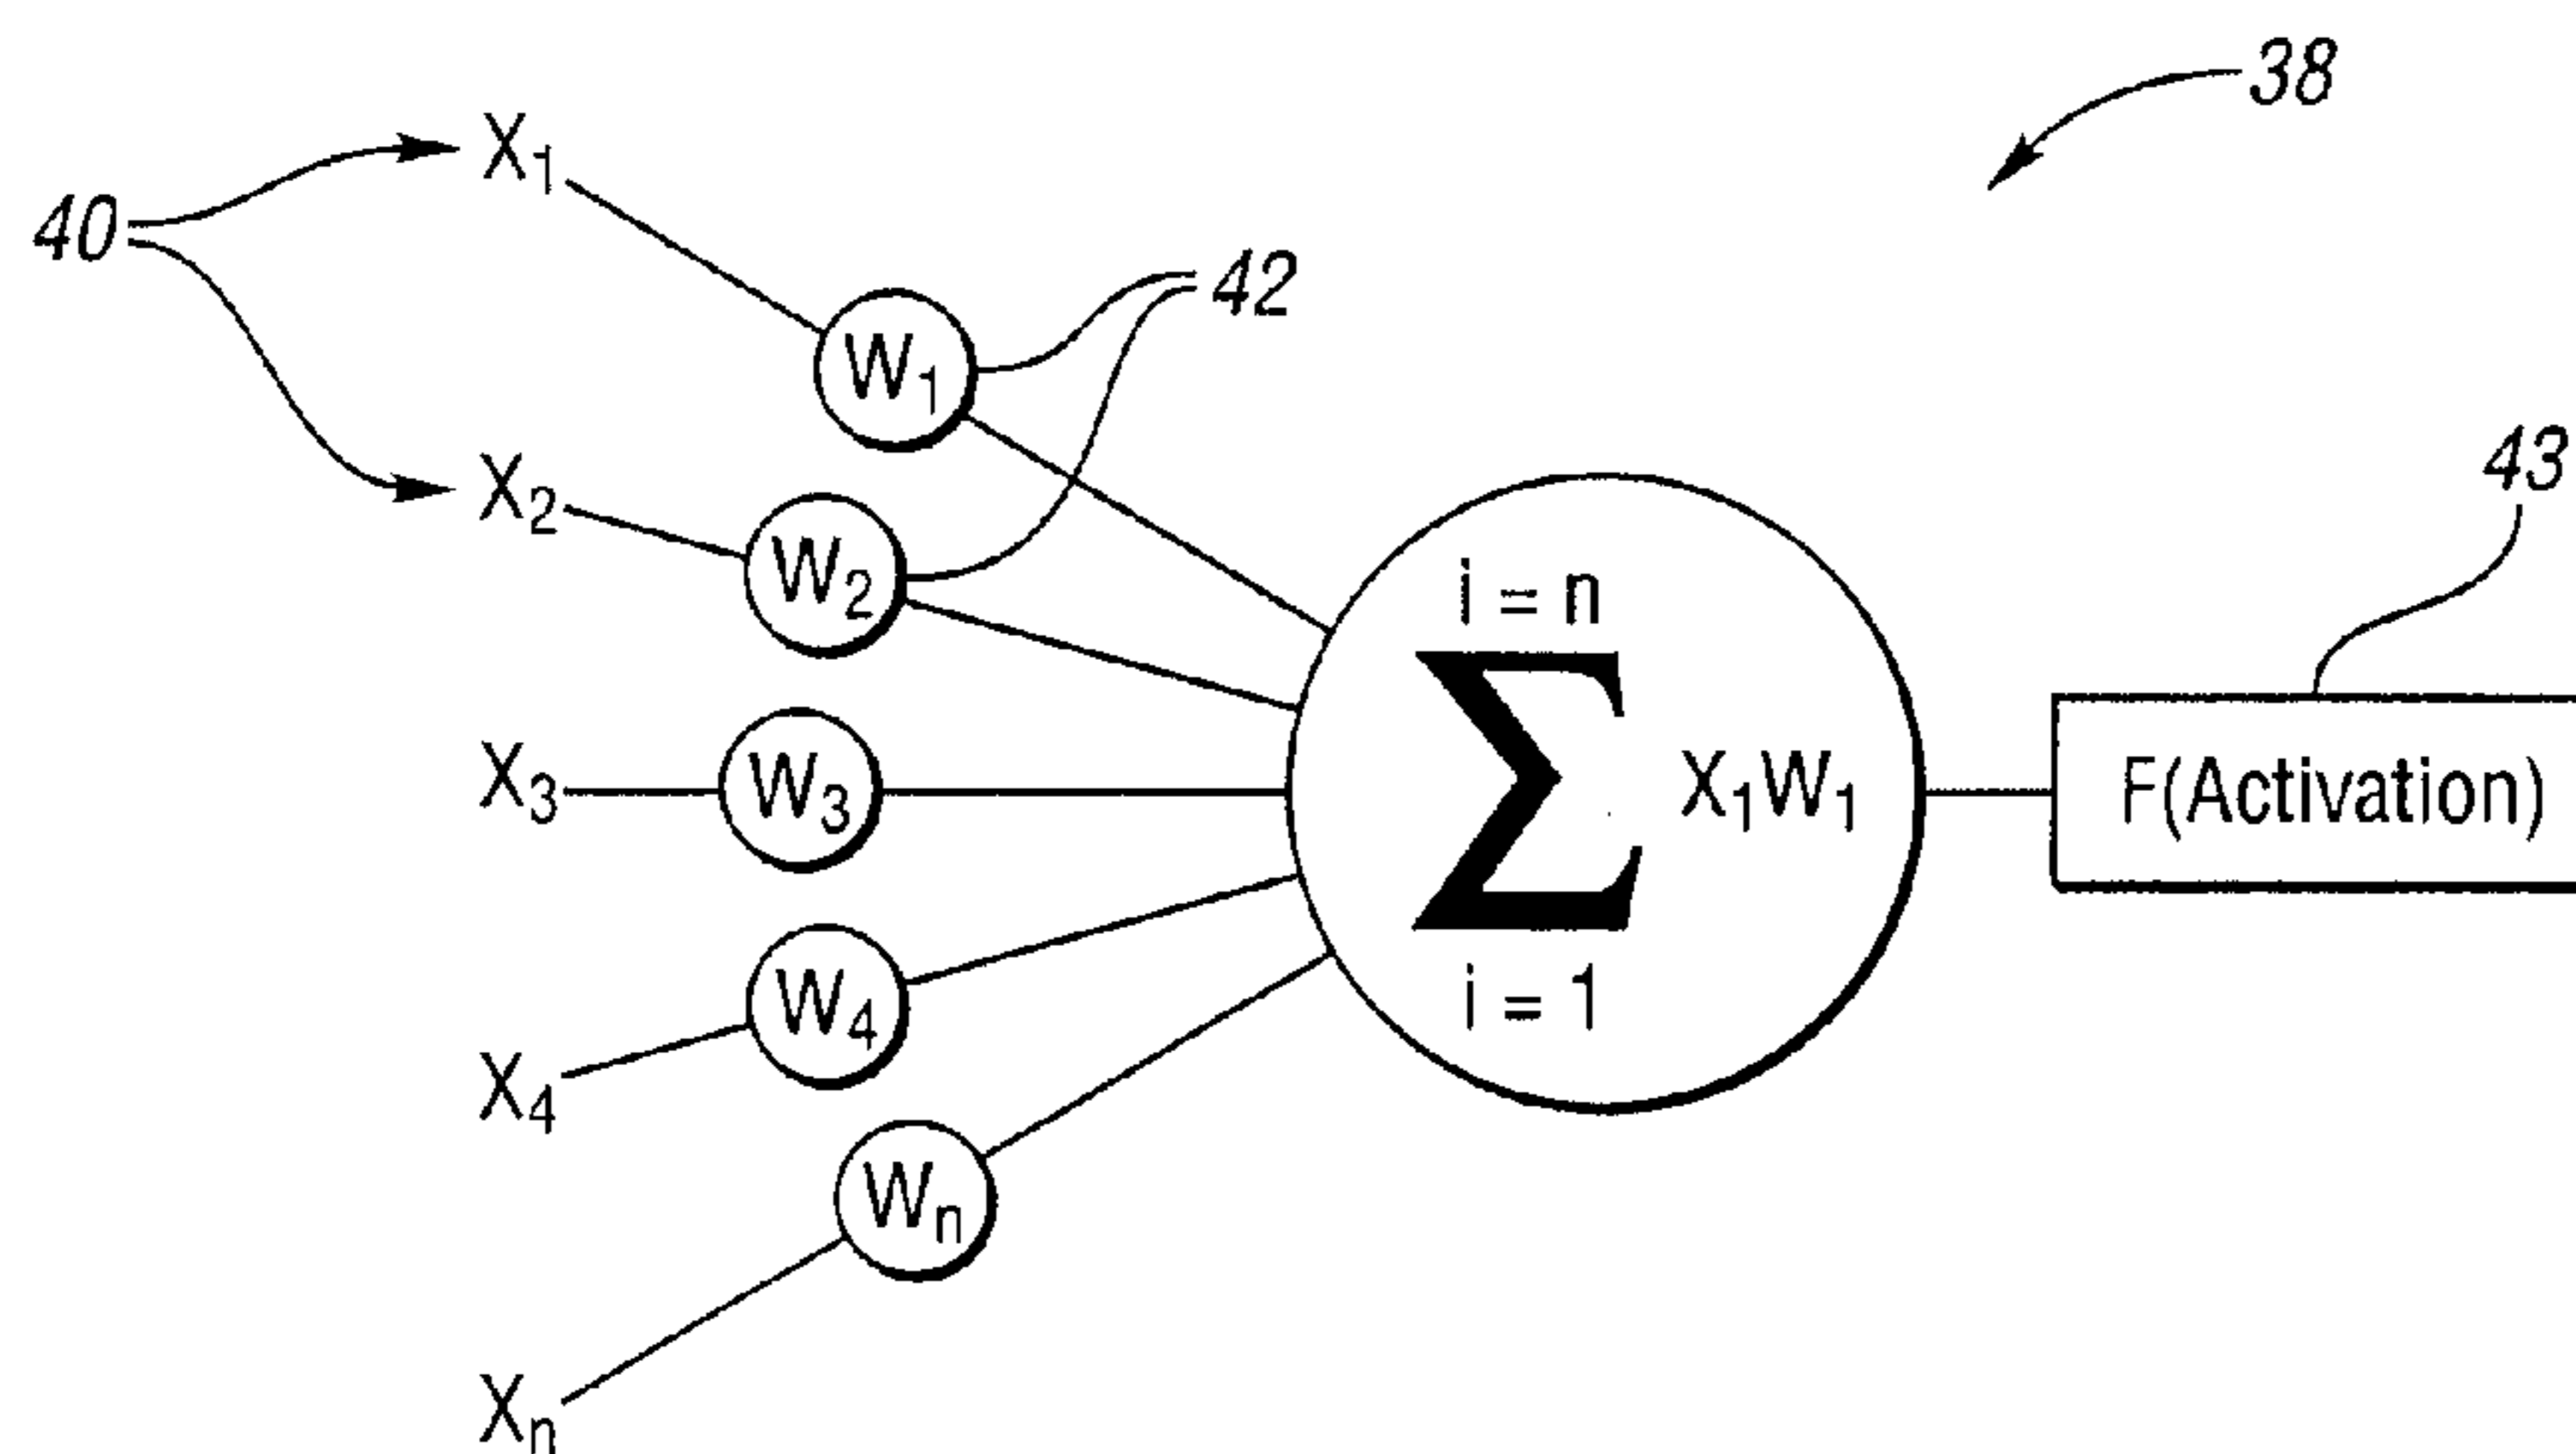 38
X1
40
42
W1
43
X2
W2
i = n
X3
W3
∑ X1W1
F(Activation)
i = 1
W4
X4
Wn
Xn